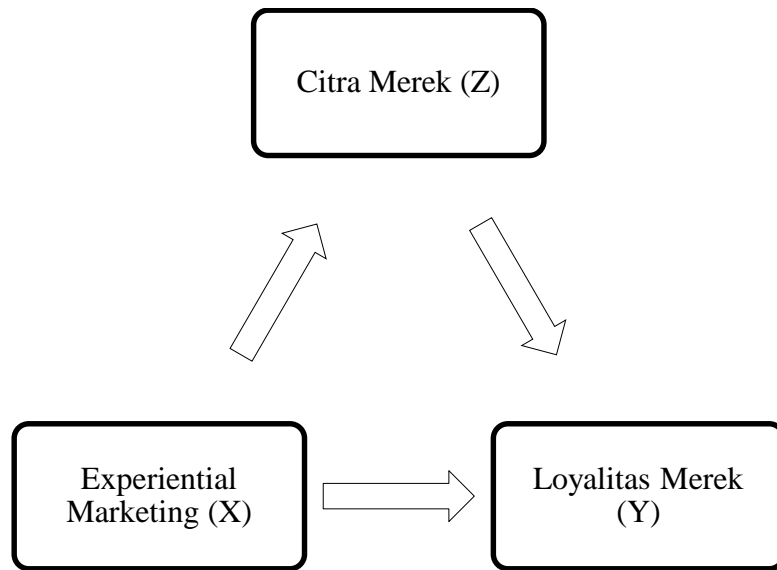 Citra Merek (Z)
Experiential
Marketing (X)
Loyalitas Merek
(Y)